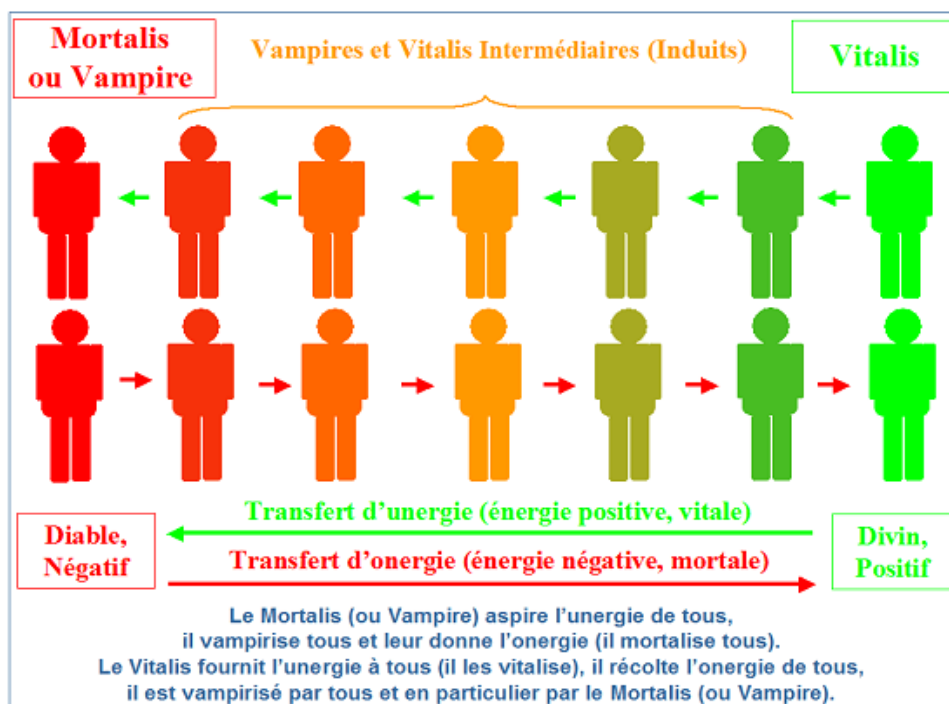 Mortalis
ou Vampire
Vampires et Vitalis Intermédiaires (Induits)
Vitalis
Transfert d’unergie (énergie positive, vitale)
Diable,
Négatif
Transfert d’onergie (énergie négative, mortale)
Divin,
Positif
Le Mortalis (ou Vampire) aspire l’unergie de tous,
il vampirise tous et leur donne l’onergie (il mortalise tous).
Le Vitalis fournit l’unergie à tous (il les vitalise), il récolte l’onergie de tous,
il est vampirisé par tous et en particulier par le Mortalis (ou Vampire).